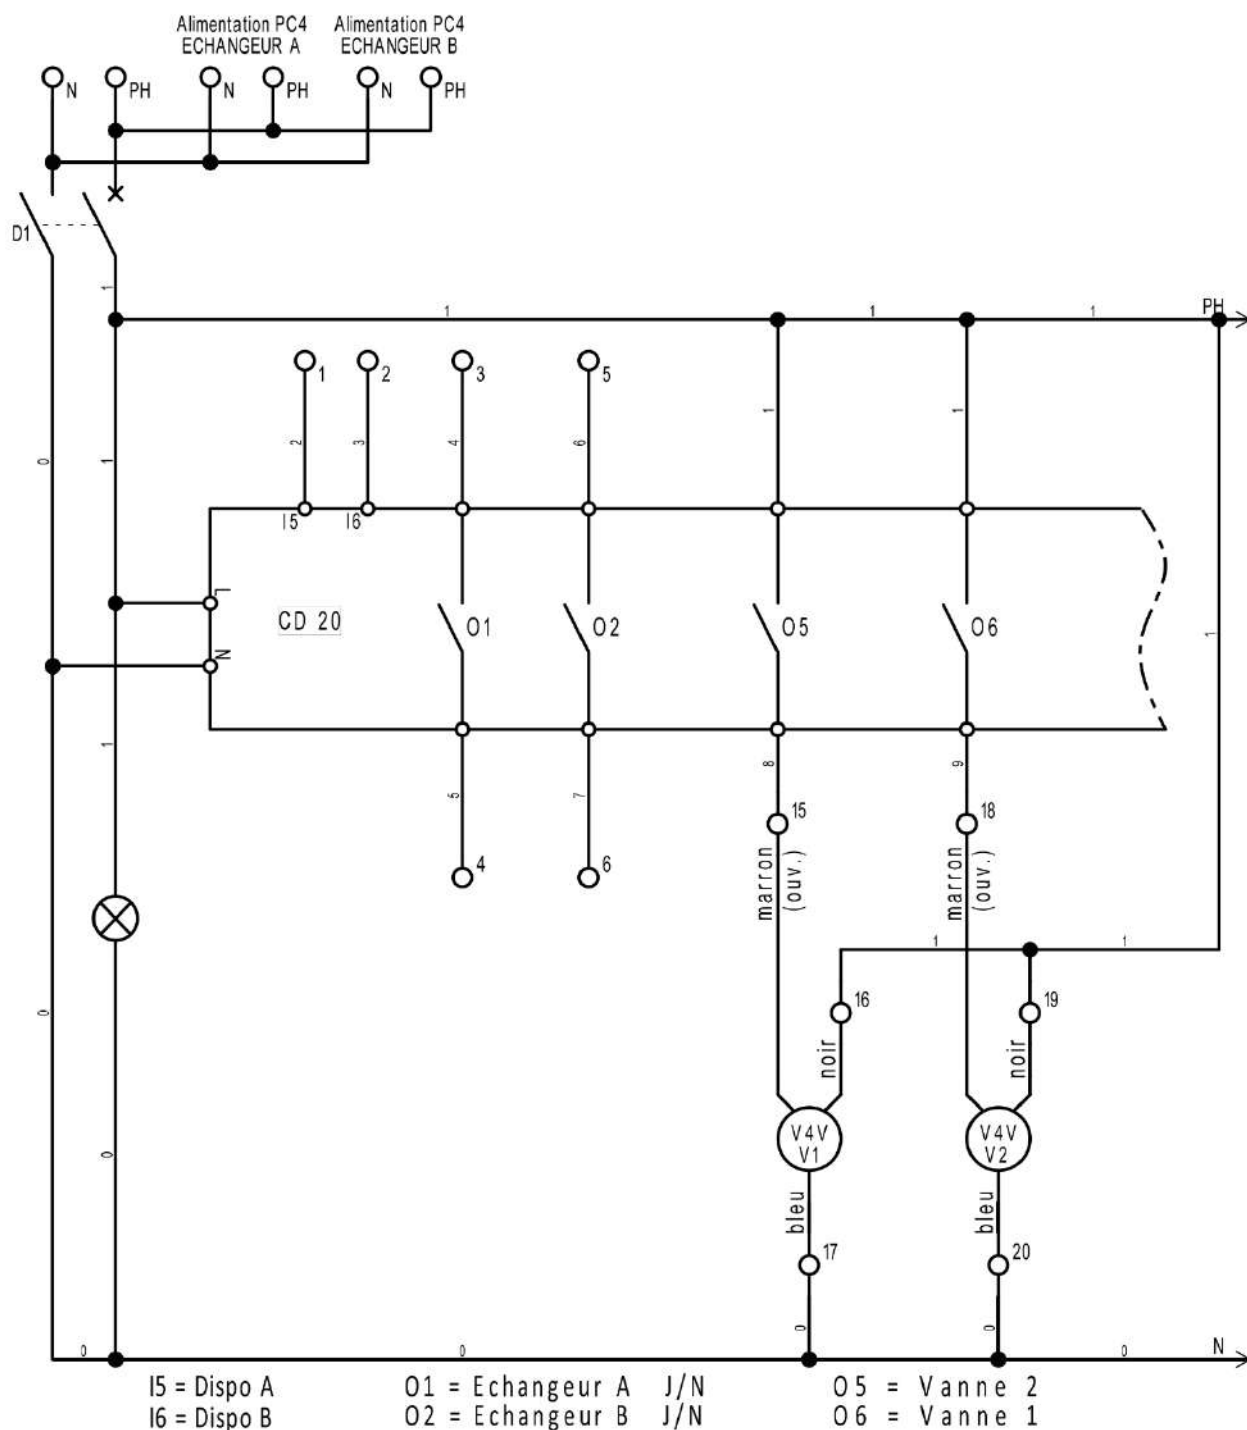 Alimentation PC4 Alimentation PC4
ECHANGEUR A ECHANGEUR B
N PH N PH N PH
D1
1
1 1 1 PH
1 2 3 5
0 1 2 3 4 6 1 1
I5 I6
L
CD 20 O1 O2 O5 O6 1
N
1 5 7 8 9
15 18
4 6
marron (ouv.) marron (ouv.)
1 1
0 16 19
noir noir
V4V V4V
V1 V2
0
bleu bleu
17 20
0 0
0 0 0 N
I5 = Dispo A O1 = Echangeur A J/N O5 = Vanne 2
I6 = Dispo B O2 = Echangeur B J/N O6 = Vanne 1